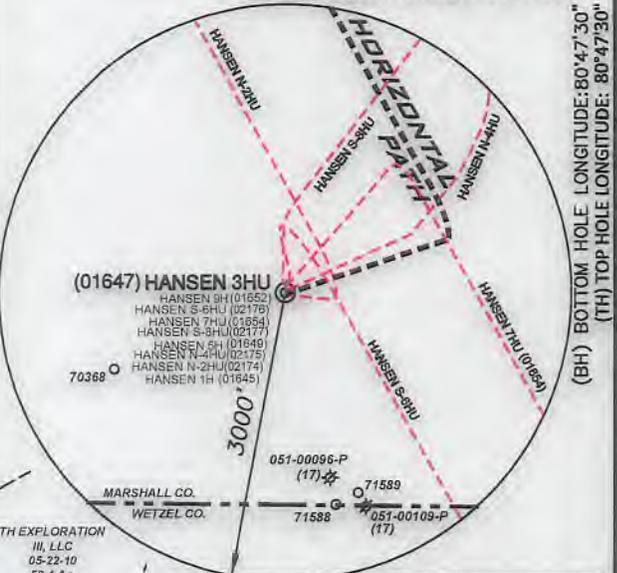 HANSEN N-2HU
HORIZONTAL
PATH
HANSEN S-8HU
HANSEN N-4HU
(01647) HANSEN 3HU
HANSEN 9H (01652)
HANSEN S-6HU (02176)
HANSEN 7HU (01654)
HANSEN S-8HU (02177)
HANSEN 5H (01649)
HANSEN N-4HU (02175)
HANSEN N-2HU (02174)
HANSEN 1H (01645)
70368
HANSEN 7HU (01654)
HANSEN S-6HU
3000'
051-00096-P
(17)
71589
MARSHALL CO.
WETZEL CO.
71588
051-00109-P
(17)
TH EXPLORATION
III, LLC
05-22-10
(BH) BOTTOM HOLE LONGITUDE: 80°47'30"
(TH) TOP HOLE LONGITUDE: 80°47'30"